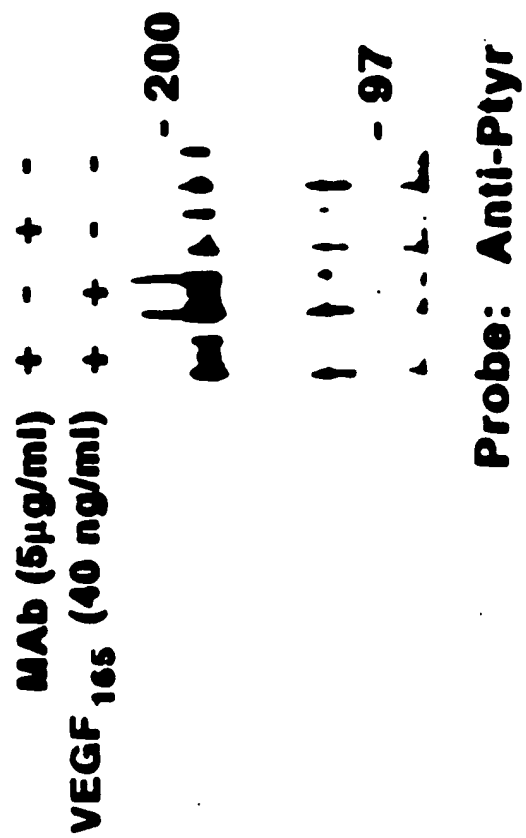 MAb (5µg/ml) + - + -
VEGF₁₆₅ (40 ng/ml) + + - -
- 200
- 97
Probe: Anti-Ptyr